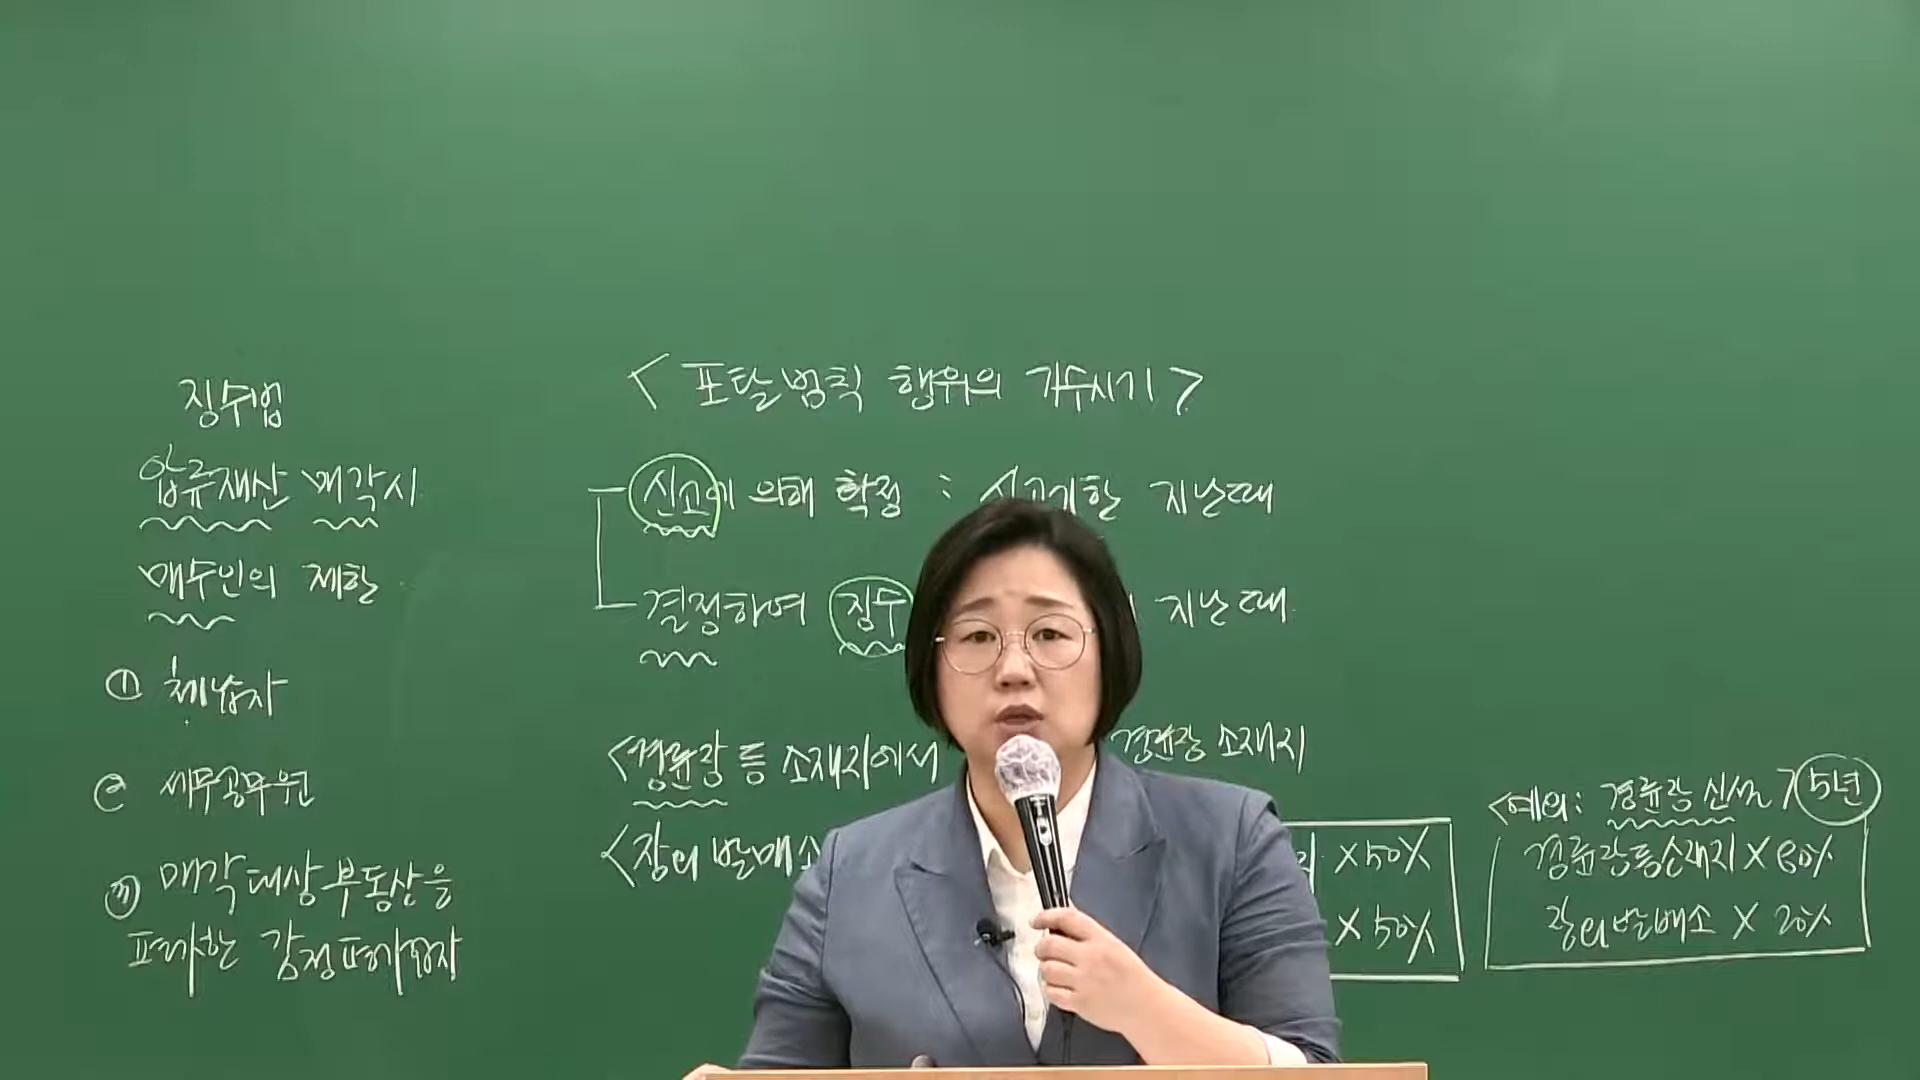 징수법
압류재산 매각시
매수인의 제한
① 체납자
② 세무공무원
③ 매각대상 부동산을
평가한 감정평가업자
<포탈범칙 행위의 기수시기>
신고에 의해 확정 : 신고기한 지난때
결정하여 징수 지난때
<경륜장 등 소재지에서 경륜장 소재지
<장외발매소
x 50%
x 50%
<예외: 경륜장 신설 > 5년
경륜장등소재지 x 80%
장외발매소 x 20%